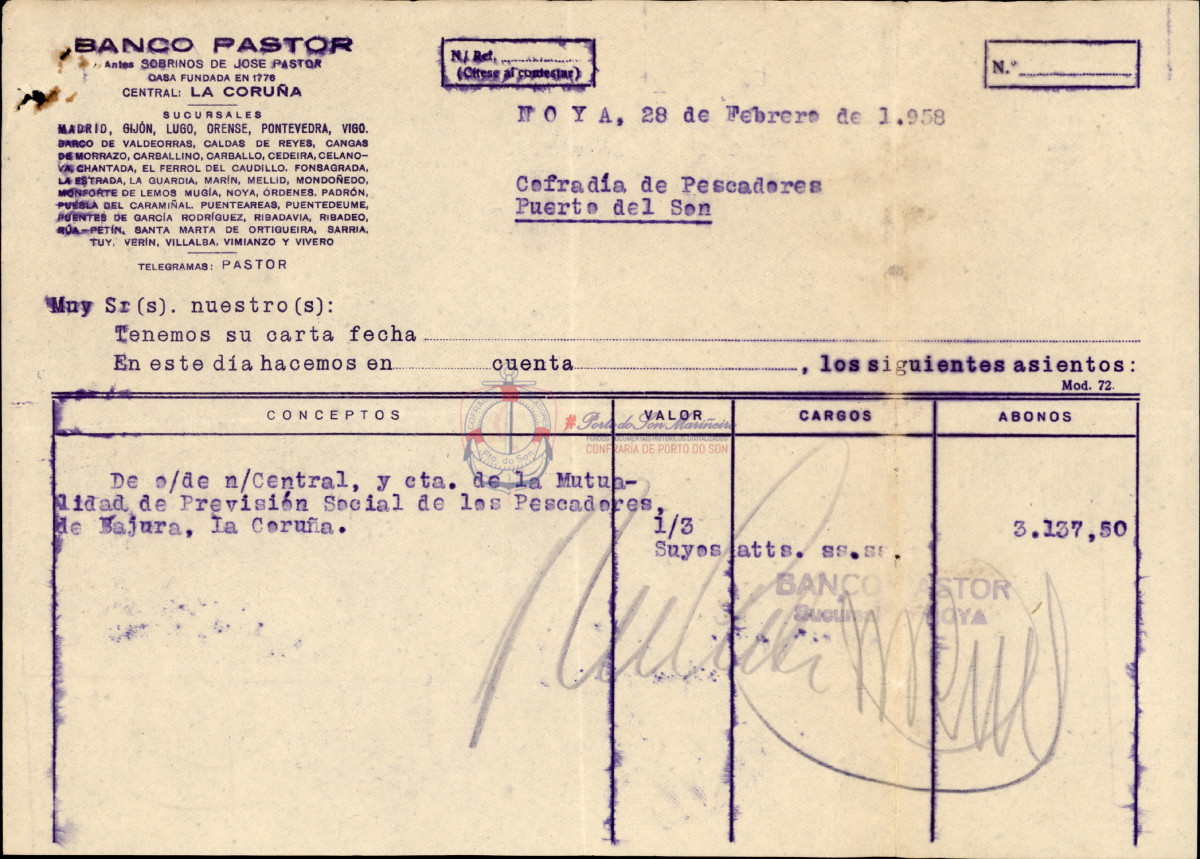 BANCO PASTOR
Antes SOBRINOS DE JOSE PASTOR
CASA FUNDADA EN 1776
CENTRAL: LA CORUÑA
SUCURSALES
MADRID, GIJÓN, LUGO, ORENSE, PONTEVEDRA, VIGO.
BARCO DE VALDEORRAS, CALDAS DE REYES, CANGAS
DE MORRAZO, CARBALLINO, CARBALLO, CEDEIRA, CELANO-
VA, CHANTADA, EL FERROL DEL CAUDILLO. FONSAGRADA,
LA ESTRADA, LA GUARDIA, MARÍN, MELLID, MONDOÑEDO,
MONFORTE DE LEMOS MUGÍA, NOYA, ÓRDENES, PADRÓN,
PUEBLA DEL CARAMIÑAL. PUENTEAREAS, PUENTEDEUME,
PUENTES DE GARCÍA RODRÍGUEZ, RIBADAVIA, RIBADEO,
RÚA-PETÍN, SANTA MARTA DE ORTIGUEIRA, SARRIA,
TUY, VERÍN, VILLALBA, VIMIANZO Y VIVERO
TELEGRAMAS: PASTOR
N/ Ref.
(Cítese al contestar)
N.º
NOYA, 28 de Febrero de 1.958
Cofradía de Pescadores
Puerto del Son
Muy Sr(s). nuestro(s):
Tenemos su carta fecha
En este día hacemos en cuenta , los siguientes asientos:
Mod. 72.
CONCEPTOS VALOR CARGOS ABONOS
#PortodoSonMariñeiro
FONDOS DOCUMENTAIS HISTÓRICOS DIGITALIZADOS
CONFRARÍA DE PORTO DO SON
Pto. do Son
De o/de n/Central, y cta. de la Mutua-
lidad de Previsión Social de los Pescadores,
de Bajura, la Coruña. 1/3 3.137,50
Suyos atts. ss.ss.
BANCO PASTOR
Sucursal NOYA